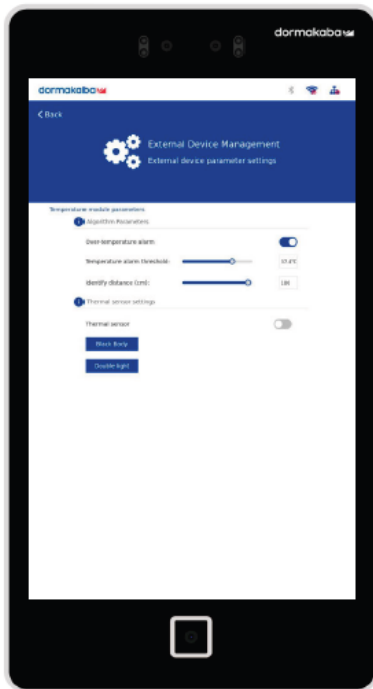 dormakaba
dormakaba
Back
External Device Management
External device parameter settings
Temperature module parameters
Algorithm Parameters
Over-temperature alarm
Temperature alarm threshold:
Identify distance (cm):
Thermal sensor settings
Thermal sensor
Black Body
Double light